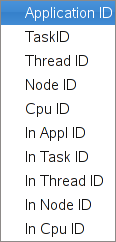 Application ID
TaskID
Thread ID
Node ID
Cpu ID
In Appl ID
In Task ID
In Thread ID
In Node ID
In Cpu ID